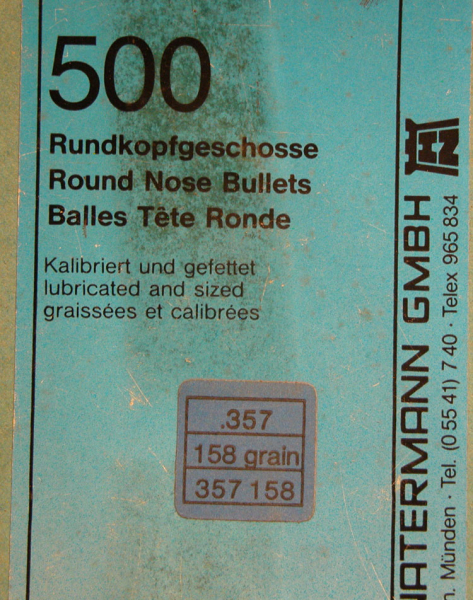 500
Rundkopfgeschosse
Round Nose Bullets
Balles Tête Ronde
Kalibriert und gefettet
lubricated and sized
graissées et calibrées
.357
158 grain
357 158
GMBH
Münden · Tel. (0 55 41) 7 40 · Telex 965 834